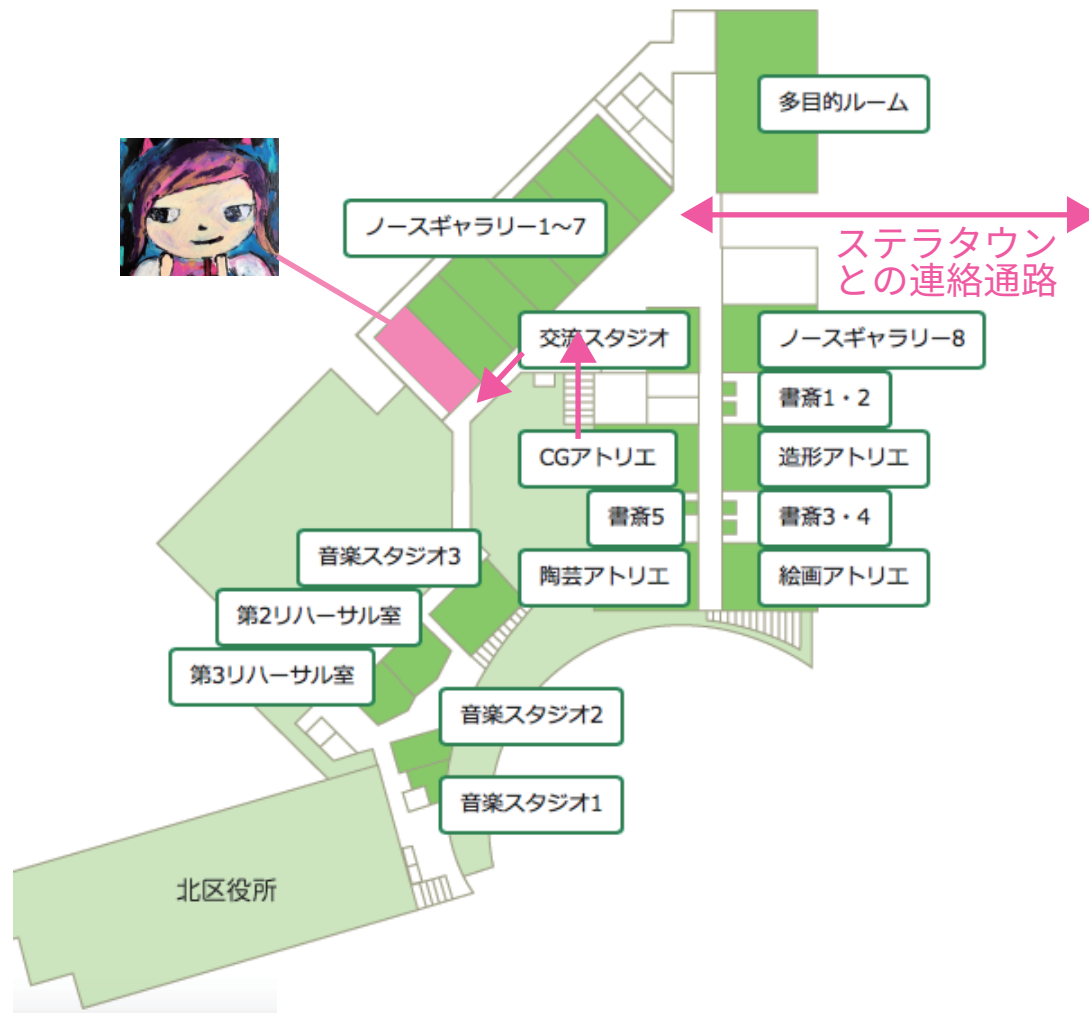 多目的ルーム
ノースギャラリー1〜7
ステラタウン
との連絡通路
交流スタジオ
ノースギャラリー8
書斎1・2
CGアトリエ
造形アトリエ
書斎5
書斎3・4
音楽スタジオ3
陶芸アトリエ
絵画アトリエ
第2リハーサル室
第3リハーサル室
音楽スタジオ2
音楽スタジオ1
北区役所